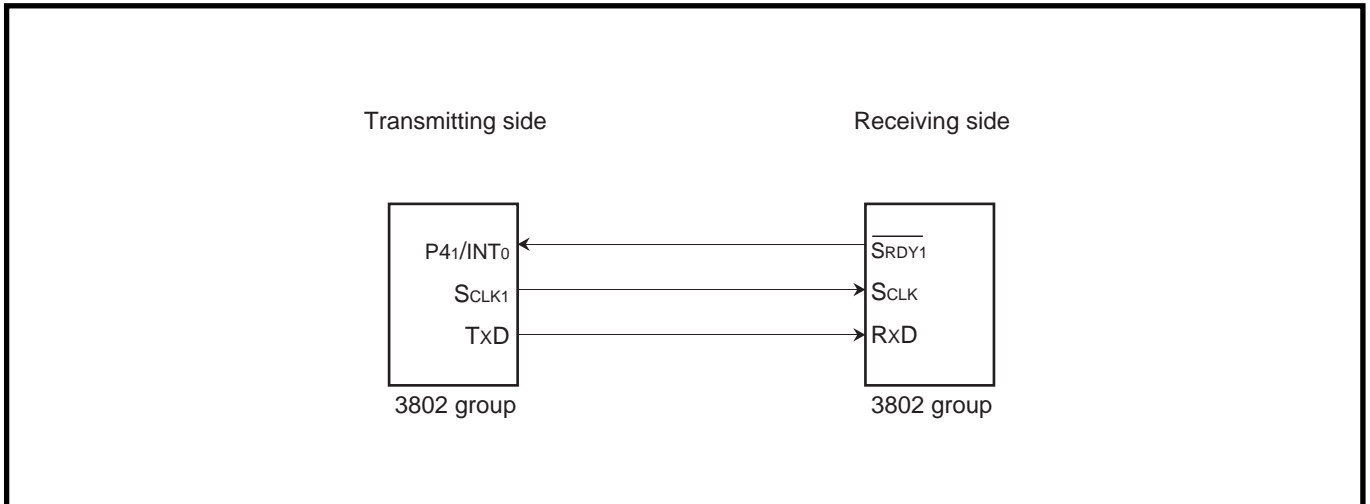 Transmitting side
Receiving side
P41/INT0
SCLK1
TXD
SRDY1
SCLK
RXD
3802 group
3802 group